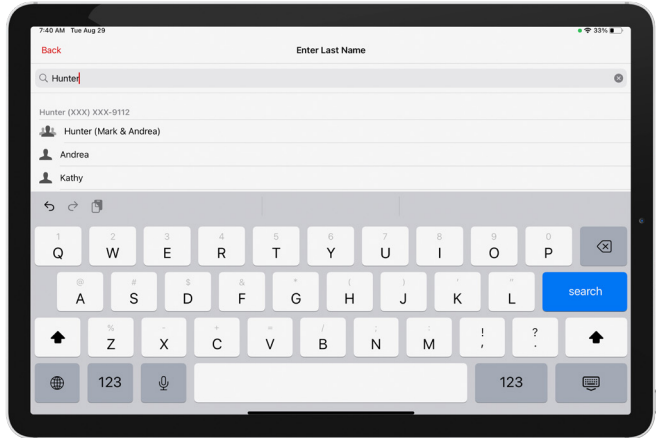 7:40 AM Tue Aug 29
33%
Back
Enter Last Name
Hunter
Hunter (XXX) XXX-9112
Hunter (Mark & Andrea)
Andrea
Kathy
1 2 3 4 5 6 7 8 9 0
Q W E R T Y U I O P
@ # $ & * ( ) ' "
A S D F G H J K L
search
% - + = / ; : ! ?
Z X C V B N M , .
123
123